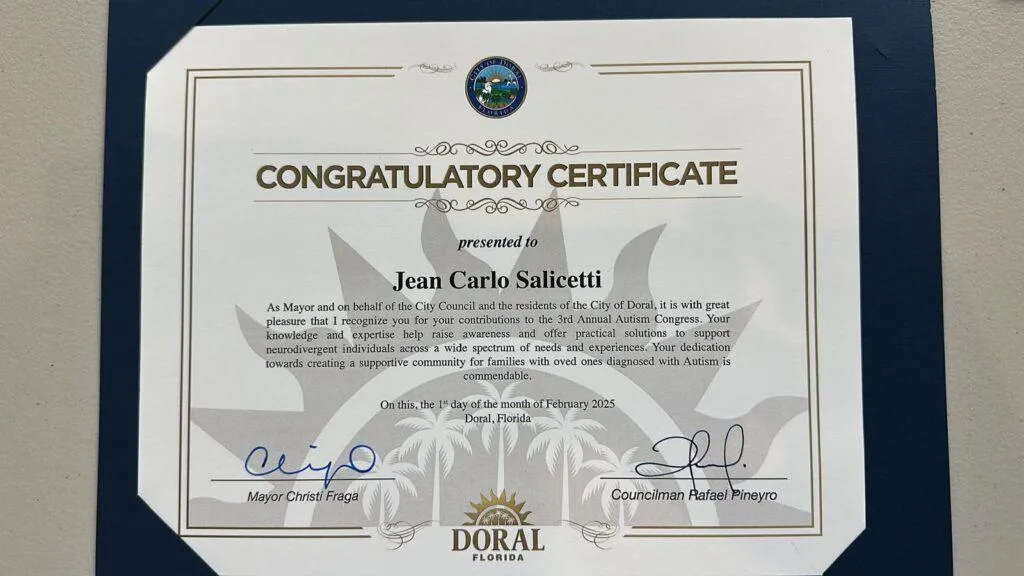 CITY OF DORAL
FLORIDA
CONGRATULATORY CERTIFICATE
presented to
Jean Carlo Salicetti
As Mayor and on behalf of the City Council and the residents of the City of Doral, it is with great
pleasure that I recognize you for your contributions to the 3rd Annual Autism Congress. Your
knowledge and expertise help raise awareness and offer practical solutions to support
neurodivergent individuals across a wide spectrum of needs and experiences. Your dedication
towards creating a supportive community for families with oved ones diagnosed with Autism is
commendable.
On this, the 1st day of the month of February 2025
Doral, Florida
Mayor Christi Fraga
Councilman Rafael Pineyro
DORAL
FLORIDA